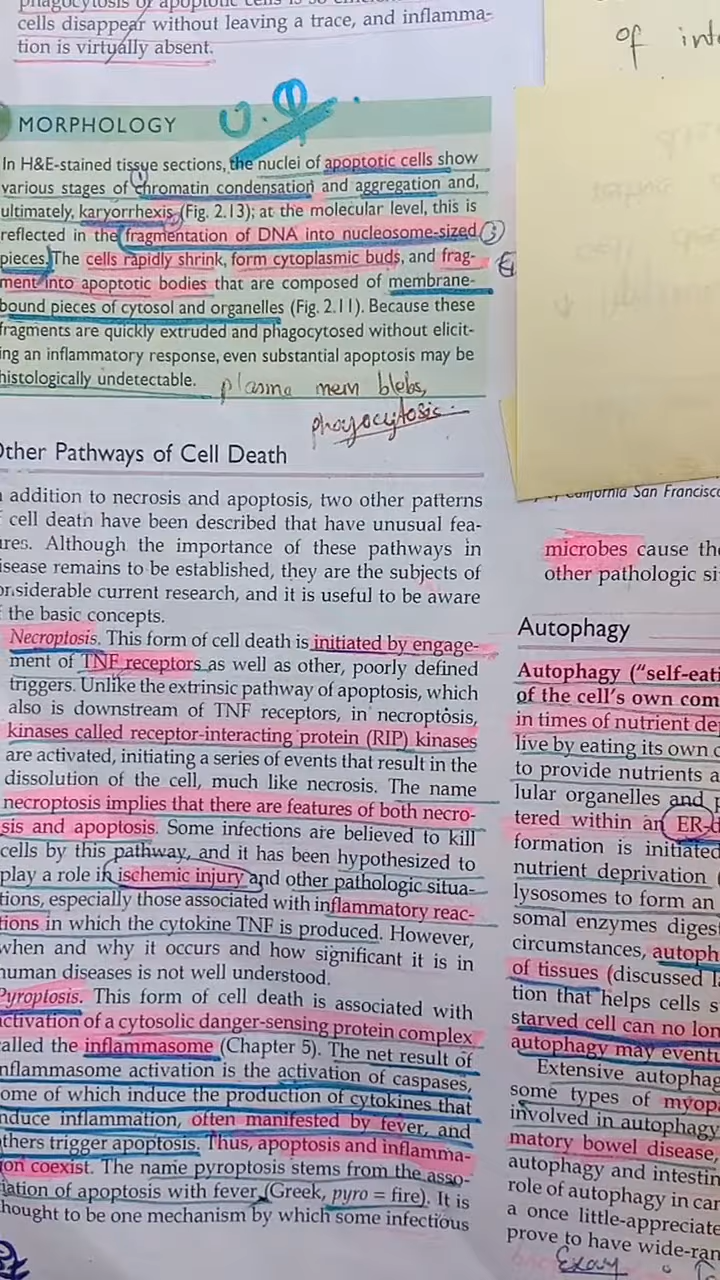 cells disappear without leaving a trace, and inflamma-
tion is virtually absent.
MORPHOLOGY
In H&E-stained tissue sections, the nuclei of apoptotic cells show
various stages of chromatin condensation and aggregation and,
ultimately, karyorrhexis (Fig. 2.13); at the molecular level, this is
reflected in the fragmentation of DNA into nucleosome-sized
pieces. The cells rapidly shrink, form cytoplasmic buds, and frag-
ment into apoptotic bodies that are composed of membrane-
bound pieces of cytosol and organelles (Fig. 2.11). Because these
fragments are quickly extruded and phagocytosed without elicit-
ing an inflammatory response, even substantial apoptosis may be
histologically undetectable.
plasma mem blebs,
phagocytosis
Other Pathways of Cell Death
addition to necrosis and apoptosis, two other patterns
cell death have been described that have unusual fea-
res. Although the importance of these pathways in
isease remains to be established, they are the subjects of
onsiderable current research, and it is useful to be aware
the basic concepts.
Necroptosis. This form of cell death is initiated by engage-
ment of TNF receptors as well as other, poorly defined
triggers. Unlike the extrinsic pathway of apoptosis, which
also is downstream of TNF receptors, in necroptosis,
kinases called receptor-interacting protein (RIP) kinases
are activated, initiating a series of events that result in the
dissolution of the cell, much like necrosis. The name
necroptosis implies that there are features of both necro-
sis and apoptosis. Some infections are believed to kill
cells by this pathway, and it has been hypothesized to
play a role in ischemic injury and other pathologic situa-
tions, especially those associated with inflammatory reac-
tions in which the cytokine TNF is produced. However,
when and why it occurs and how significant it is in
human diseases is not well understood.
Pyroptosis. This form of cell death is associated with
activation of a cytosolic danger-sensing protein complex
alled the inflammasome (Chapter 5). The net result of
nflammasome activation is the activation of caspases,
ome of which induce the production of cytokines that
nduce inflammation, often manifested by fever, and
thers trigger apoptosis. Thus, apoptosis and inflamma-
on coexist. The name pyroptosis stems from the asso-
iation of apoptosis with fever (Greek, pyro = fire). It is
hought to be one mechanism by which some infectious
of int
California San Francisco
microbes cause the
other pathologic si
Autophagy
Autophagy ("self-eati
of the cell's own com
in times of nutrient de
live by eating its own c
to provide nutrients a
lular organelles and p
tered within an ER-d
formation is initiated
nutrient deprivation (
lysosomes to form an
somal enzymes digest
circumstances, autoph
of tissues (discussed la
tion that helps cells s
starved cell can no lon
autophagy may eventu
Extensive autophag
some types of myop
involved in autophagy
matory bowel disease,
autophagy and intestin
role of autophagy in can
a once little-appreciate
prove to have wide-ran